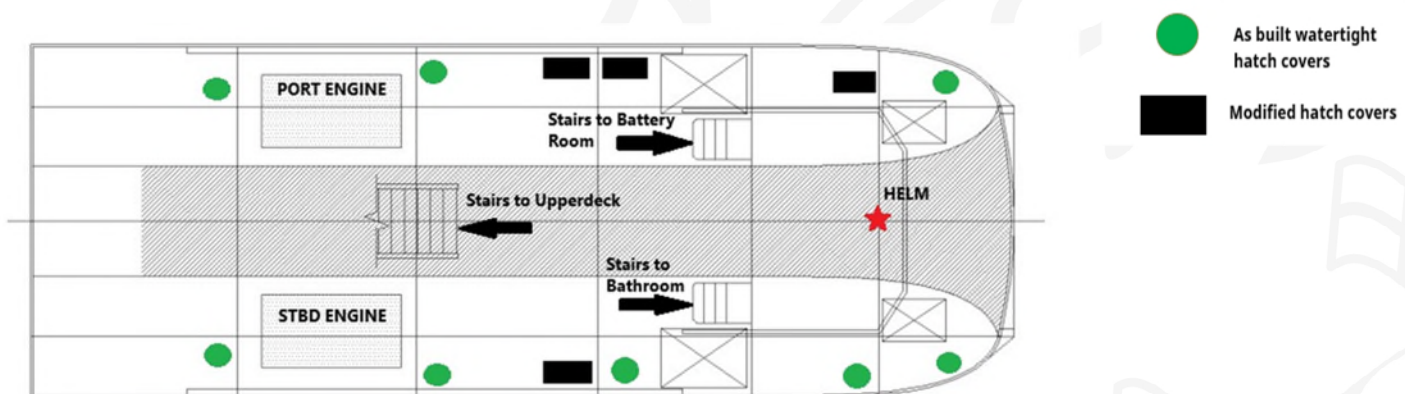 As built watertight
hatch covers
PORT ENGINE
Modified hatch covers
Stairs to Battery
Room
HELM
Stairs to Upperdeck
Stairs to
Bathroom
STBD ENGINE